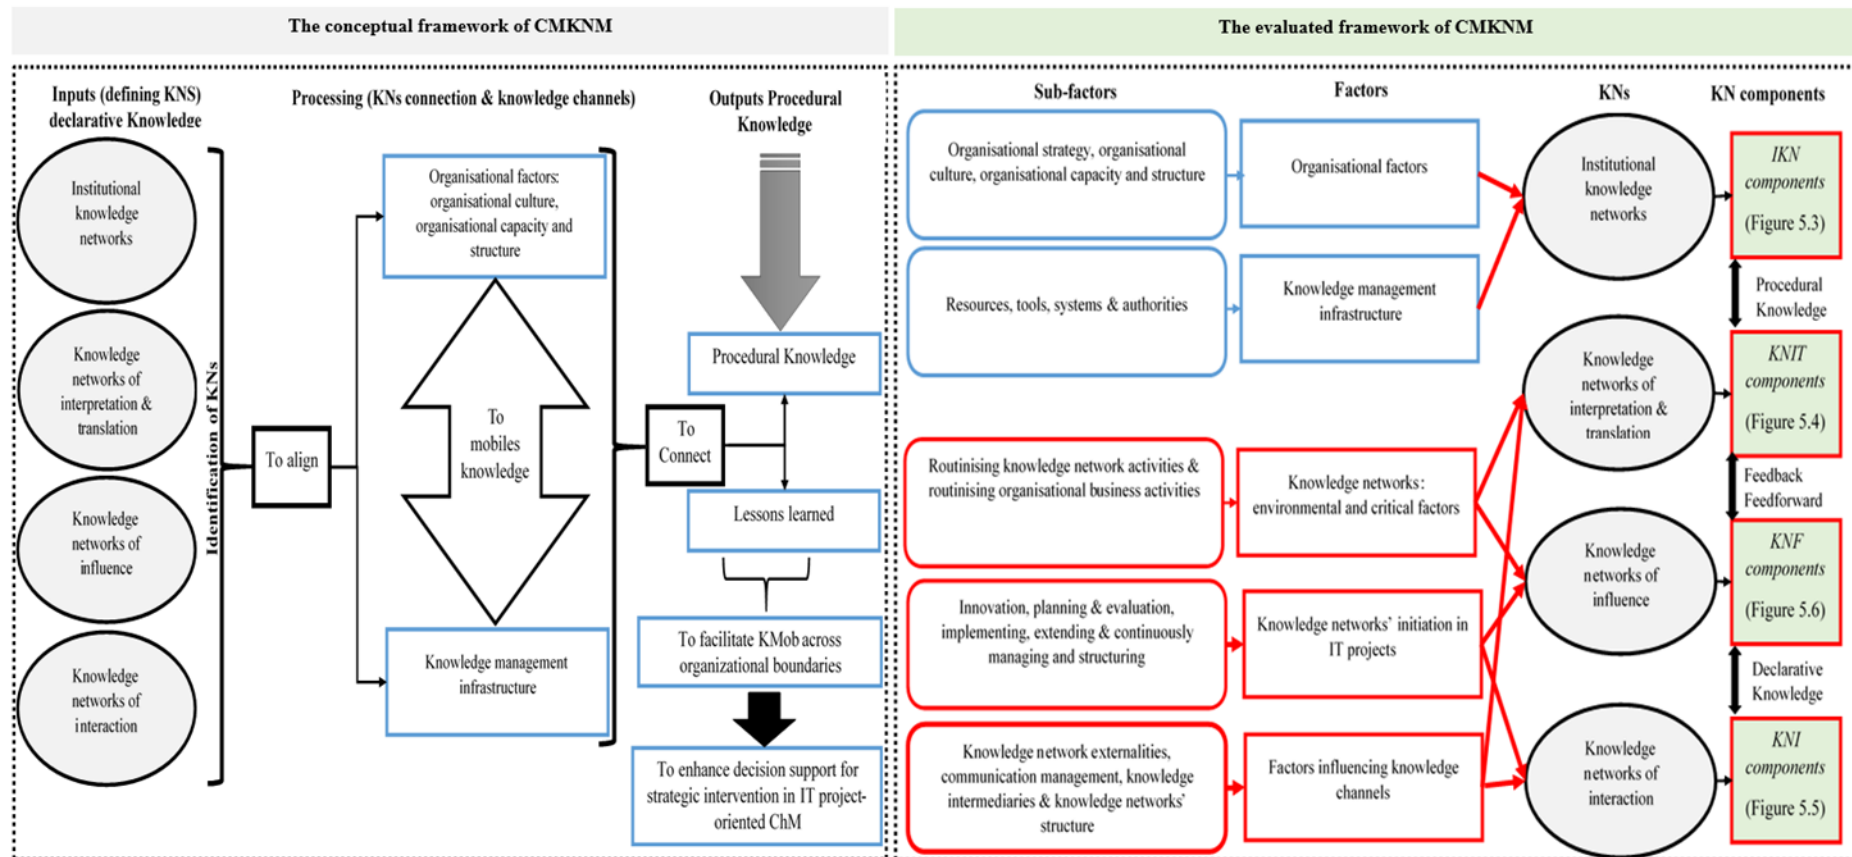 The conceptual framework of CMKNM
Inputs (defining KNS)
declarative Knowledge
Processing (KNs connection & knowledge channels)
Outputs Procedural
Knowledge
Institutional
knowledge
networks
Knowledge
networks of
interpretation &
translation
Knowledge
networks of
influence
Knowledge
networks of
interaction
Identification of KNs
To align
Organisational factors:
organisational culture,
organisational capacity and
structure
To
mobiles
knowledge
Knowledge management
infrastructure
To
Connect
Procedural Knowledge
Lessons learned
To facilitate KMob across
organizational boundaries
To enhance decision support for
strategic intervention in IT project-
oriented ChM
The evaluated framework of CMKNM
Sub-factors
Factors
KNs
KN components
Organisational strategy, organisational
culture, organisational capacity and structure
Organisational factors
Resources, tools, systems & authorities
Knowledge management
infrastructure
Routinising knowledge network activities &
routinising organisational business activities
Knowledge networks:
environmental and critical factors
Innovation, planning & evaluation,
implementing, extending & continuously
managing and structuring
Knowledge networks' initiation in
IT projects
Knowledge network externalities,
communication management, knowledge
intermediaries & knowledge networks'
structure
Factors influencing knowledge
channels
Institutional
knowledge
networks
Knowledge
networks of
interpretation &
translation
Knowledge
networks of
influence
Knowledge
networks of
interaction
IKN
components
(Figure 5.3)
Procedural
Knowledge
KNIT
components
(Figure 5.4)
Feedback
Feedforward
KNF
components
(Figure 5.6)
Declarative
Knowledge
KNI
components
(Figure 5.5)